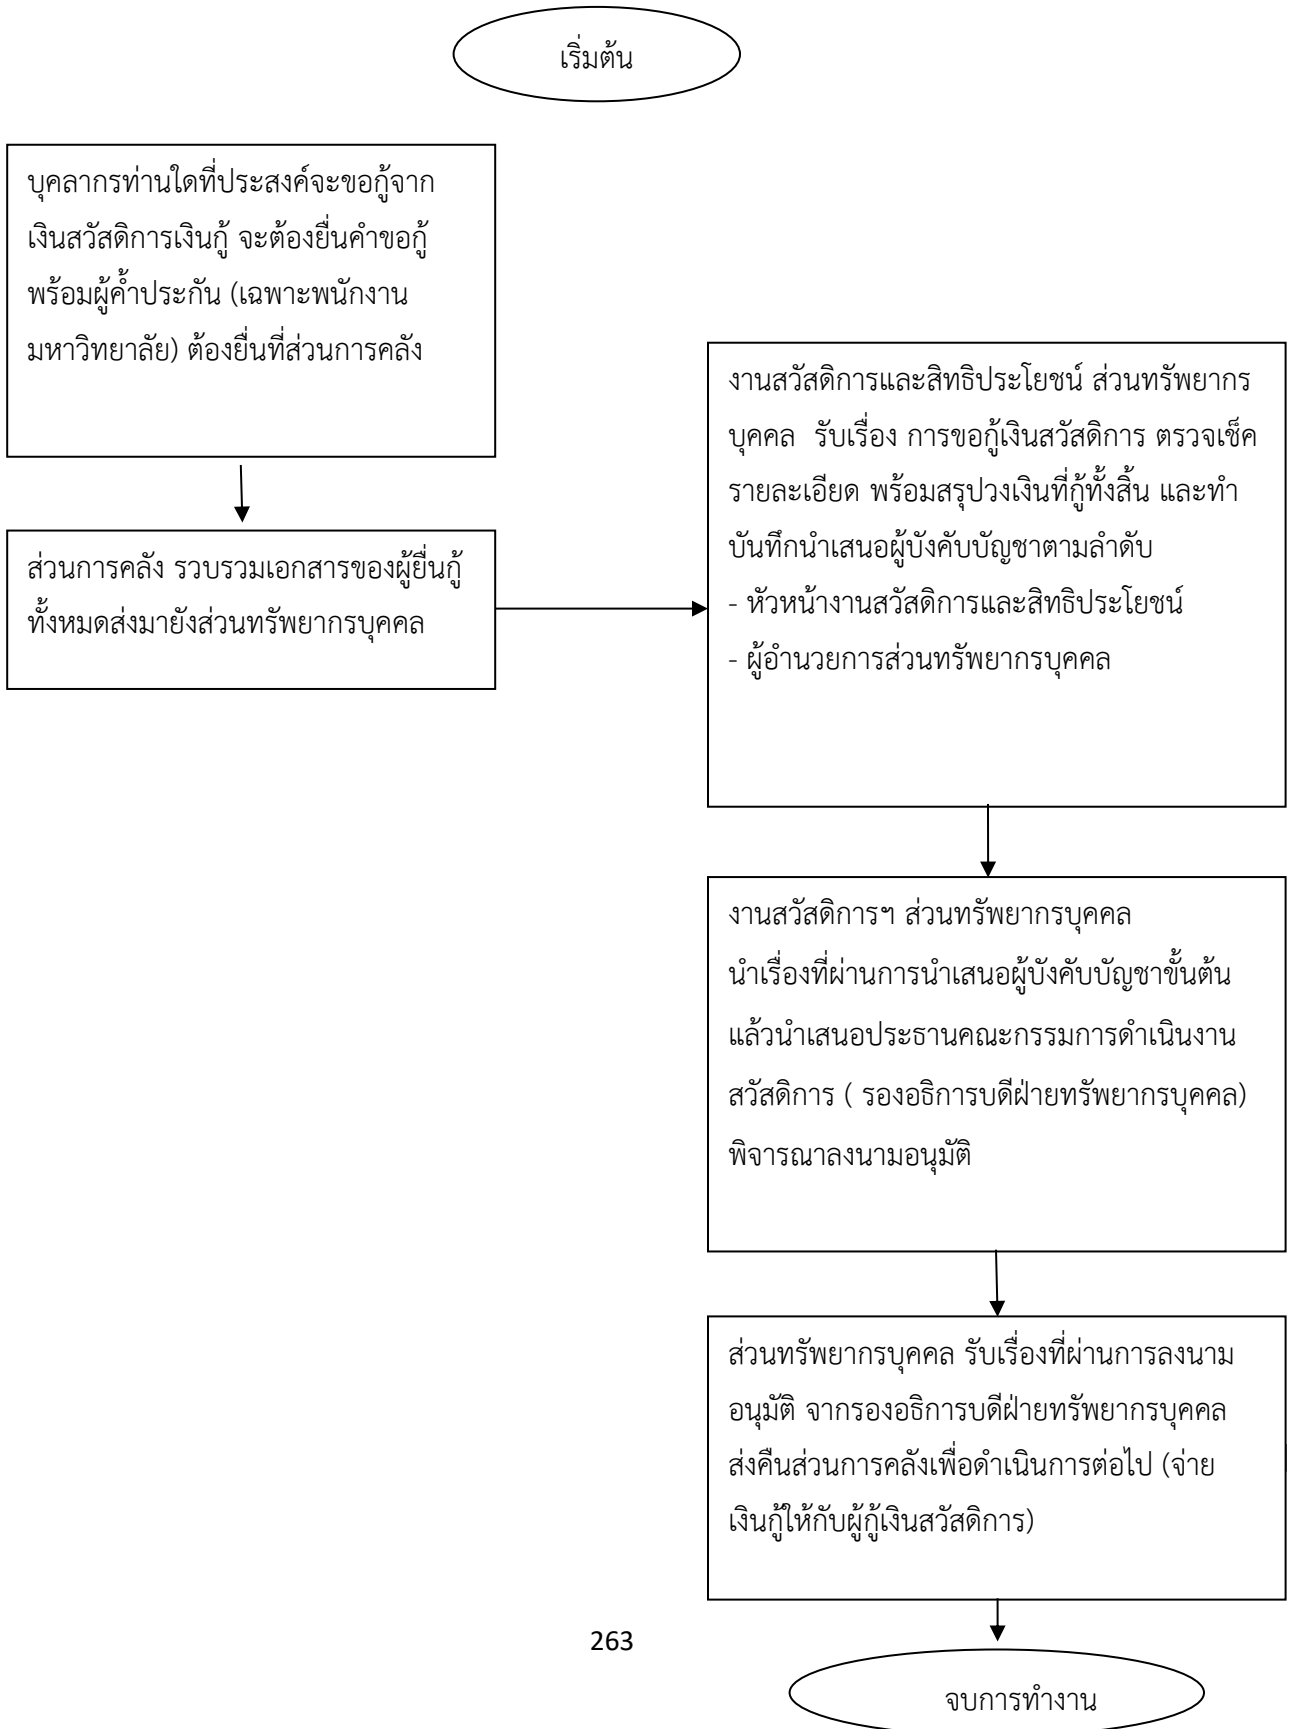 เริ่มต้น
บุคลากรท่านใดที่ประสงค์จะขอกู้จาก
เงินสวัสดิการเงินกู้ จะต้องยื่นคำขอกู้
พร้อมผู้ค้ำประกัน (เฉพาะพนักงาน
มหาวิทยาลัย) ต้องยื่นที่ส่วนการคลัง
ส่วนการคลัง รวบรวมเอกสารของผู้ยื่นกู้
ทั้งหมดส่งมายังส่วนทรัพยากรบุคคล
งานสวัสดิการและสิทธิประโยชน์ ส่วนทรัพยากร
บุคคล  รับเรื่อง การขอกู้เงินสวัสดิการ ตรวจเช็ค
รายละเอียด พร้อมสรุปวงเงินที่กู้ทั้งสิ้น และทำ
บันทึกนำเสนอผู้บังคับบัญชาตามลำดับ
- หัวหน้างานสวัสดิการและสิทธิประโยชน์
- ผู้อำนวยการส่วนทรัพยากรบุคคล
งานสวัสดิการฯ ส่วนทรัพยากรบุคคล
นำเรื่องที่ผ่านการนำเสนอผู้บังคับบัญชาขั้นต้น
แล้วนำเสนอประธานคณะกรรมการดำเนินงาน
สวัสดิการ ( รองอธิการบดีฝ่ายทรัพยากรบุคคล)
พิจารณาลงนามอนุมัติ
ส่วนทรัพยากรบุคคล รับเรื่องที่ผ่านการลงนาม
อนุมัติ จากรองอธิการบดีฝ่ายทรัพยากรบุคคล
ส่งคืนส่วนการคลังเพื่อดำเนินการต่อไป (จ่าย
เงินกู้ให้กับผู้กู้เงินสวัสดิการ)
263
จบการทำงาน